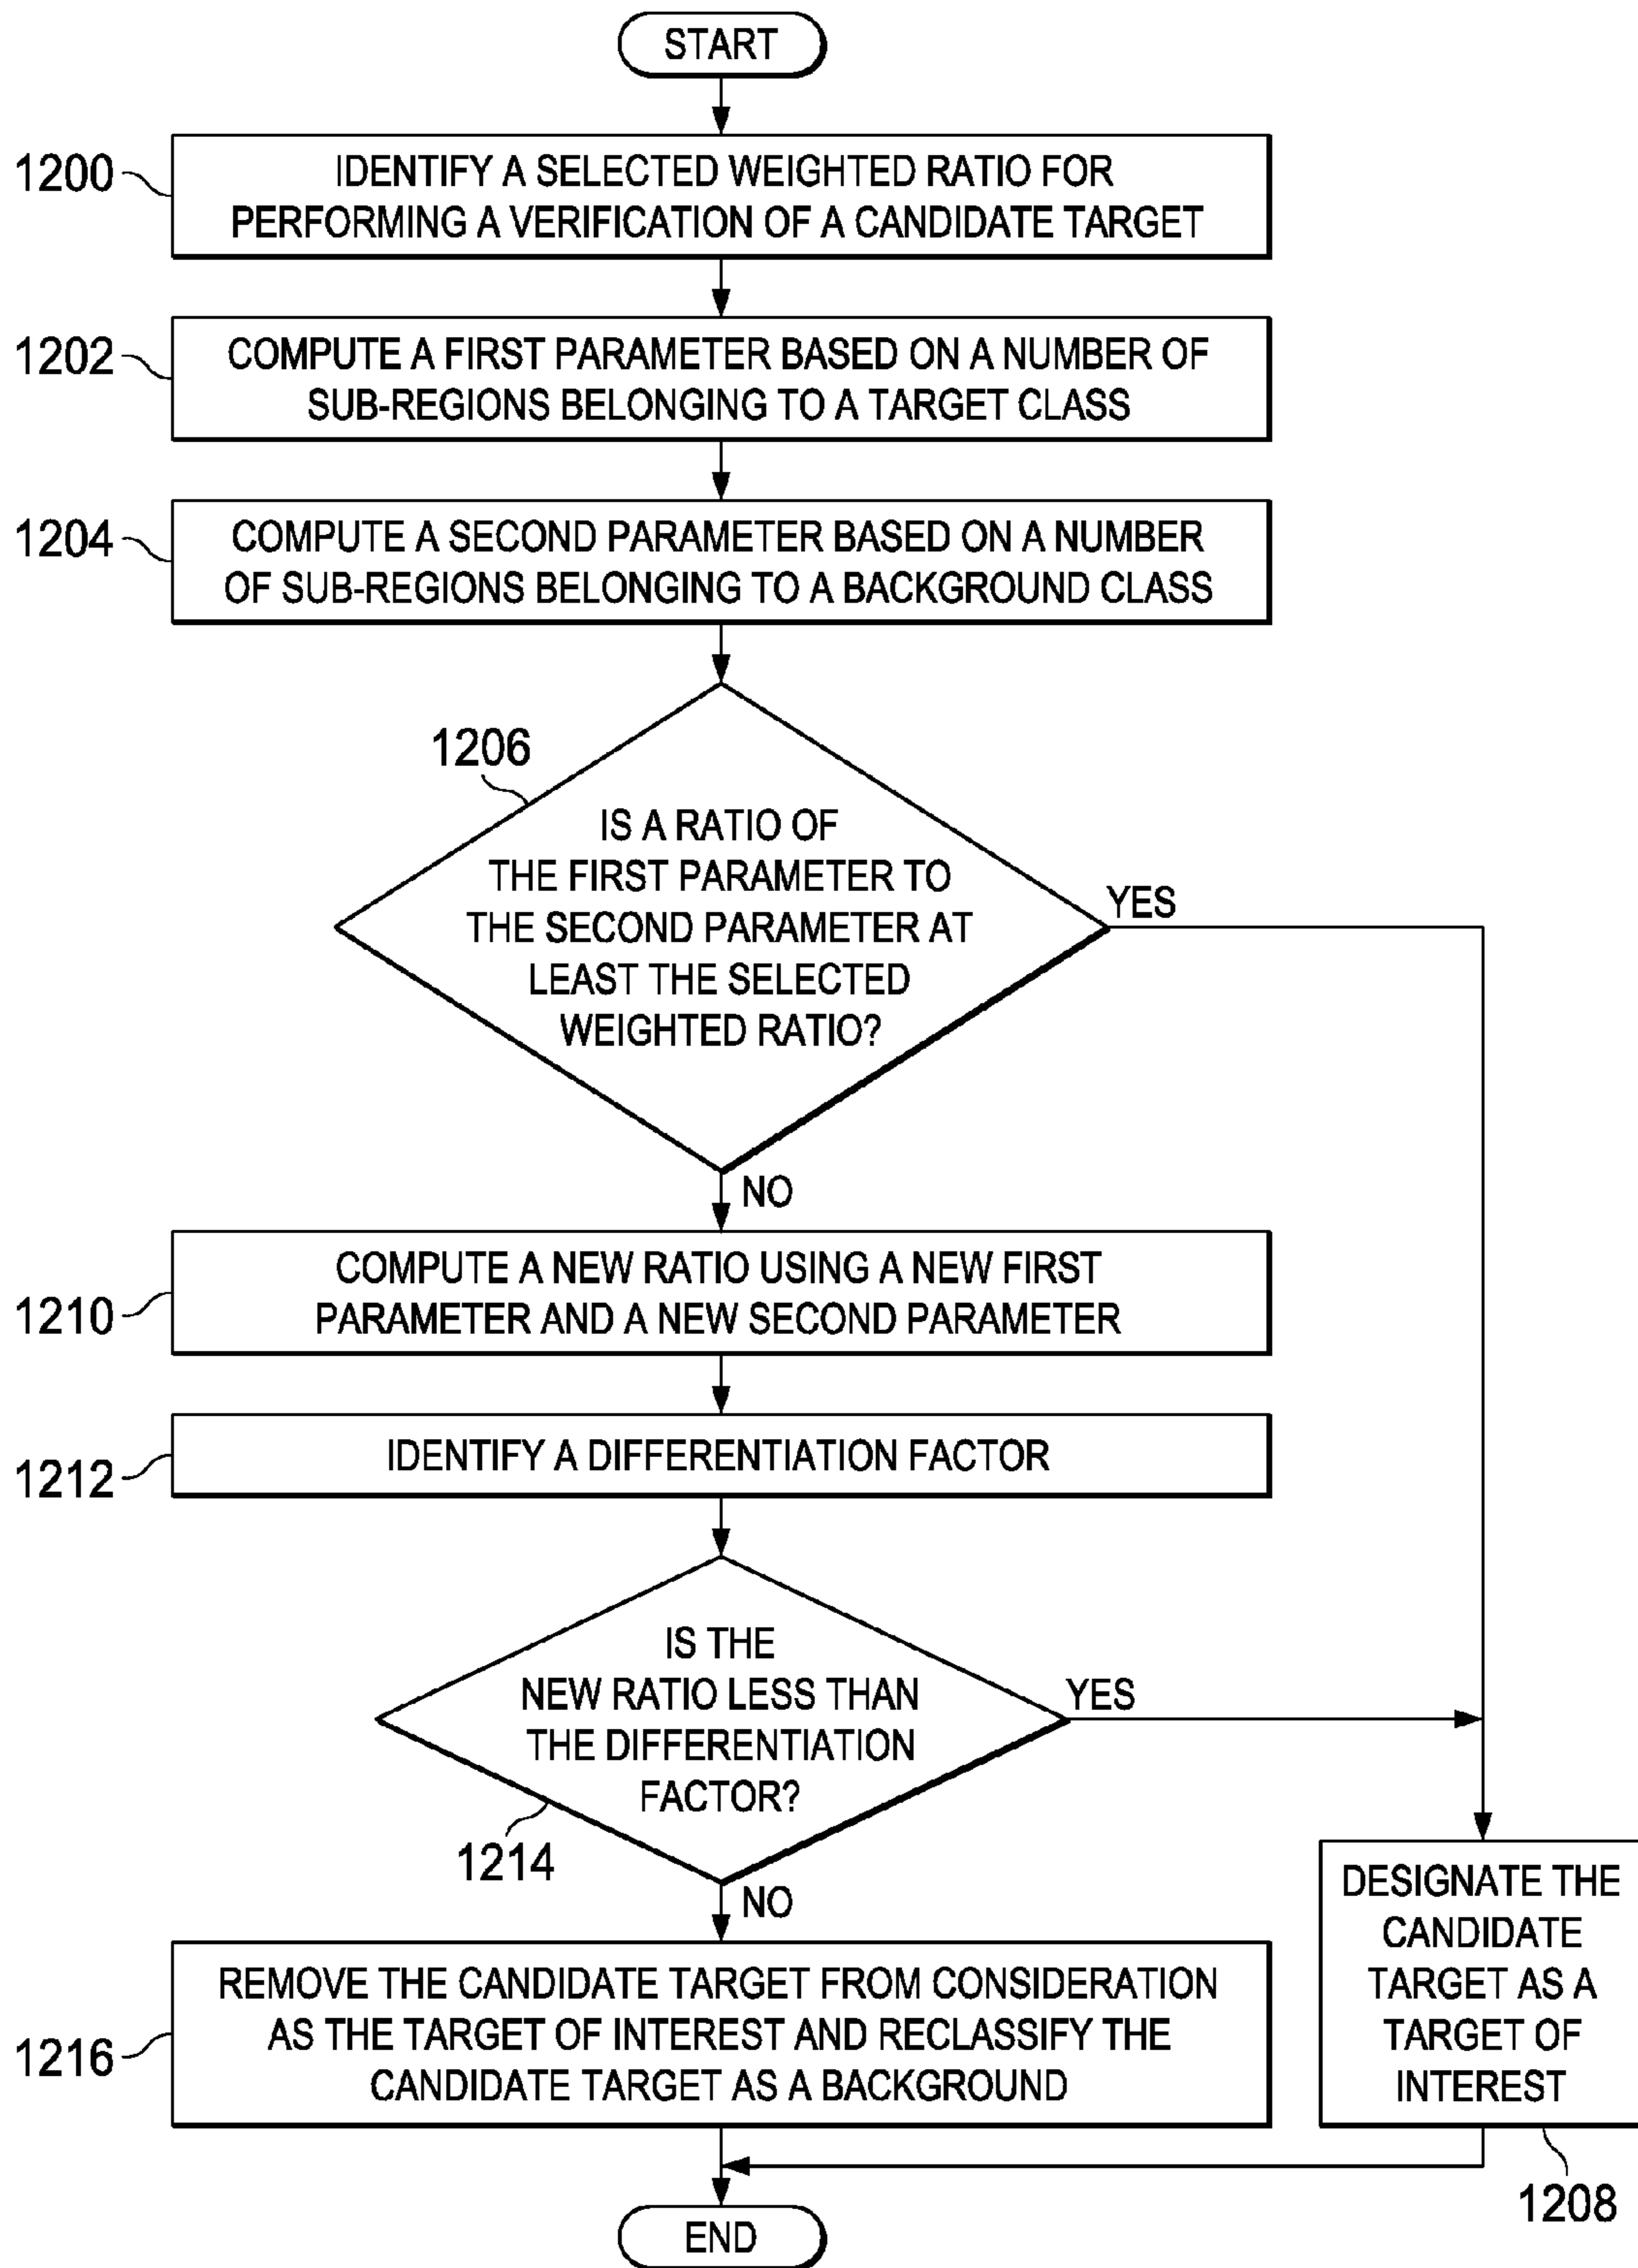 START
1200
IDENTIFY A SELECTED WEIGHTED RATIO FOR
PERFORMING A VERIFICATION OF A CANDIDATE TARGET
1202
COMPUTE A FIRST PARAMETER BASED ON A NUMBER OF
SUB-REGIONS BELONGING TO A TARGET CLASS
1204
COMPUTE A SECOND PARAMETER BASED ON A NUMBER
OF SUB-REGIONS BELONGING TO A BACKGROUND CLASS
1206
IS A RATIO OF
THE FIRST PARAMETER TO
THE SECOND PARAMETER AT
LEAST THE SELECTED
WEIGHTED RATIO?
YES
NO
1210
COMPUTE A NEW RATIO USING A NEW FIRST
PARAMETER AND A NEW SECOND PARAMETER
1212
IDENTIFY A DIFFERENTIATION FACTOR
IS THE
NEW RATIO LESS THAN
THE DIFFERENTIATION
FACTOR?
YES
1214
NO
DESIGNATE THE
CANDIDATE
TARGET AS A
TARGET OF
INTEREST
1208
1216
REMOVE THE CANDIDATE TARGET FROM CONSIDERATION
AS THE TARGET OF INTEREST AND RECLASSIFY THE
CANDIDATE TARGET AS A BACKGROUND
END